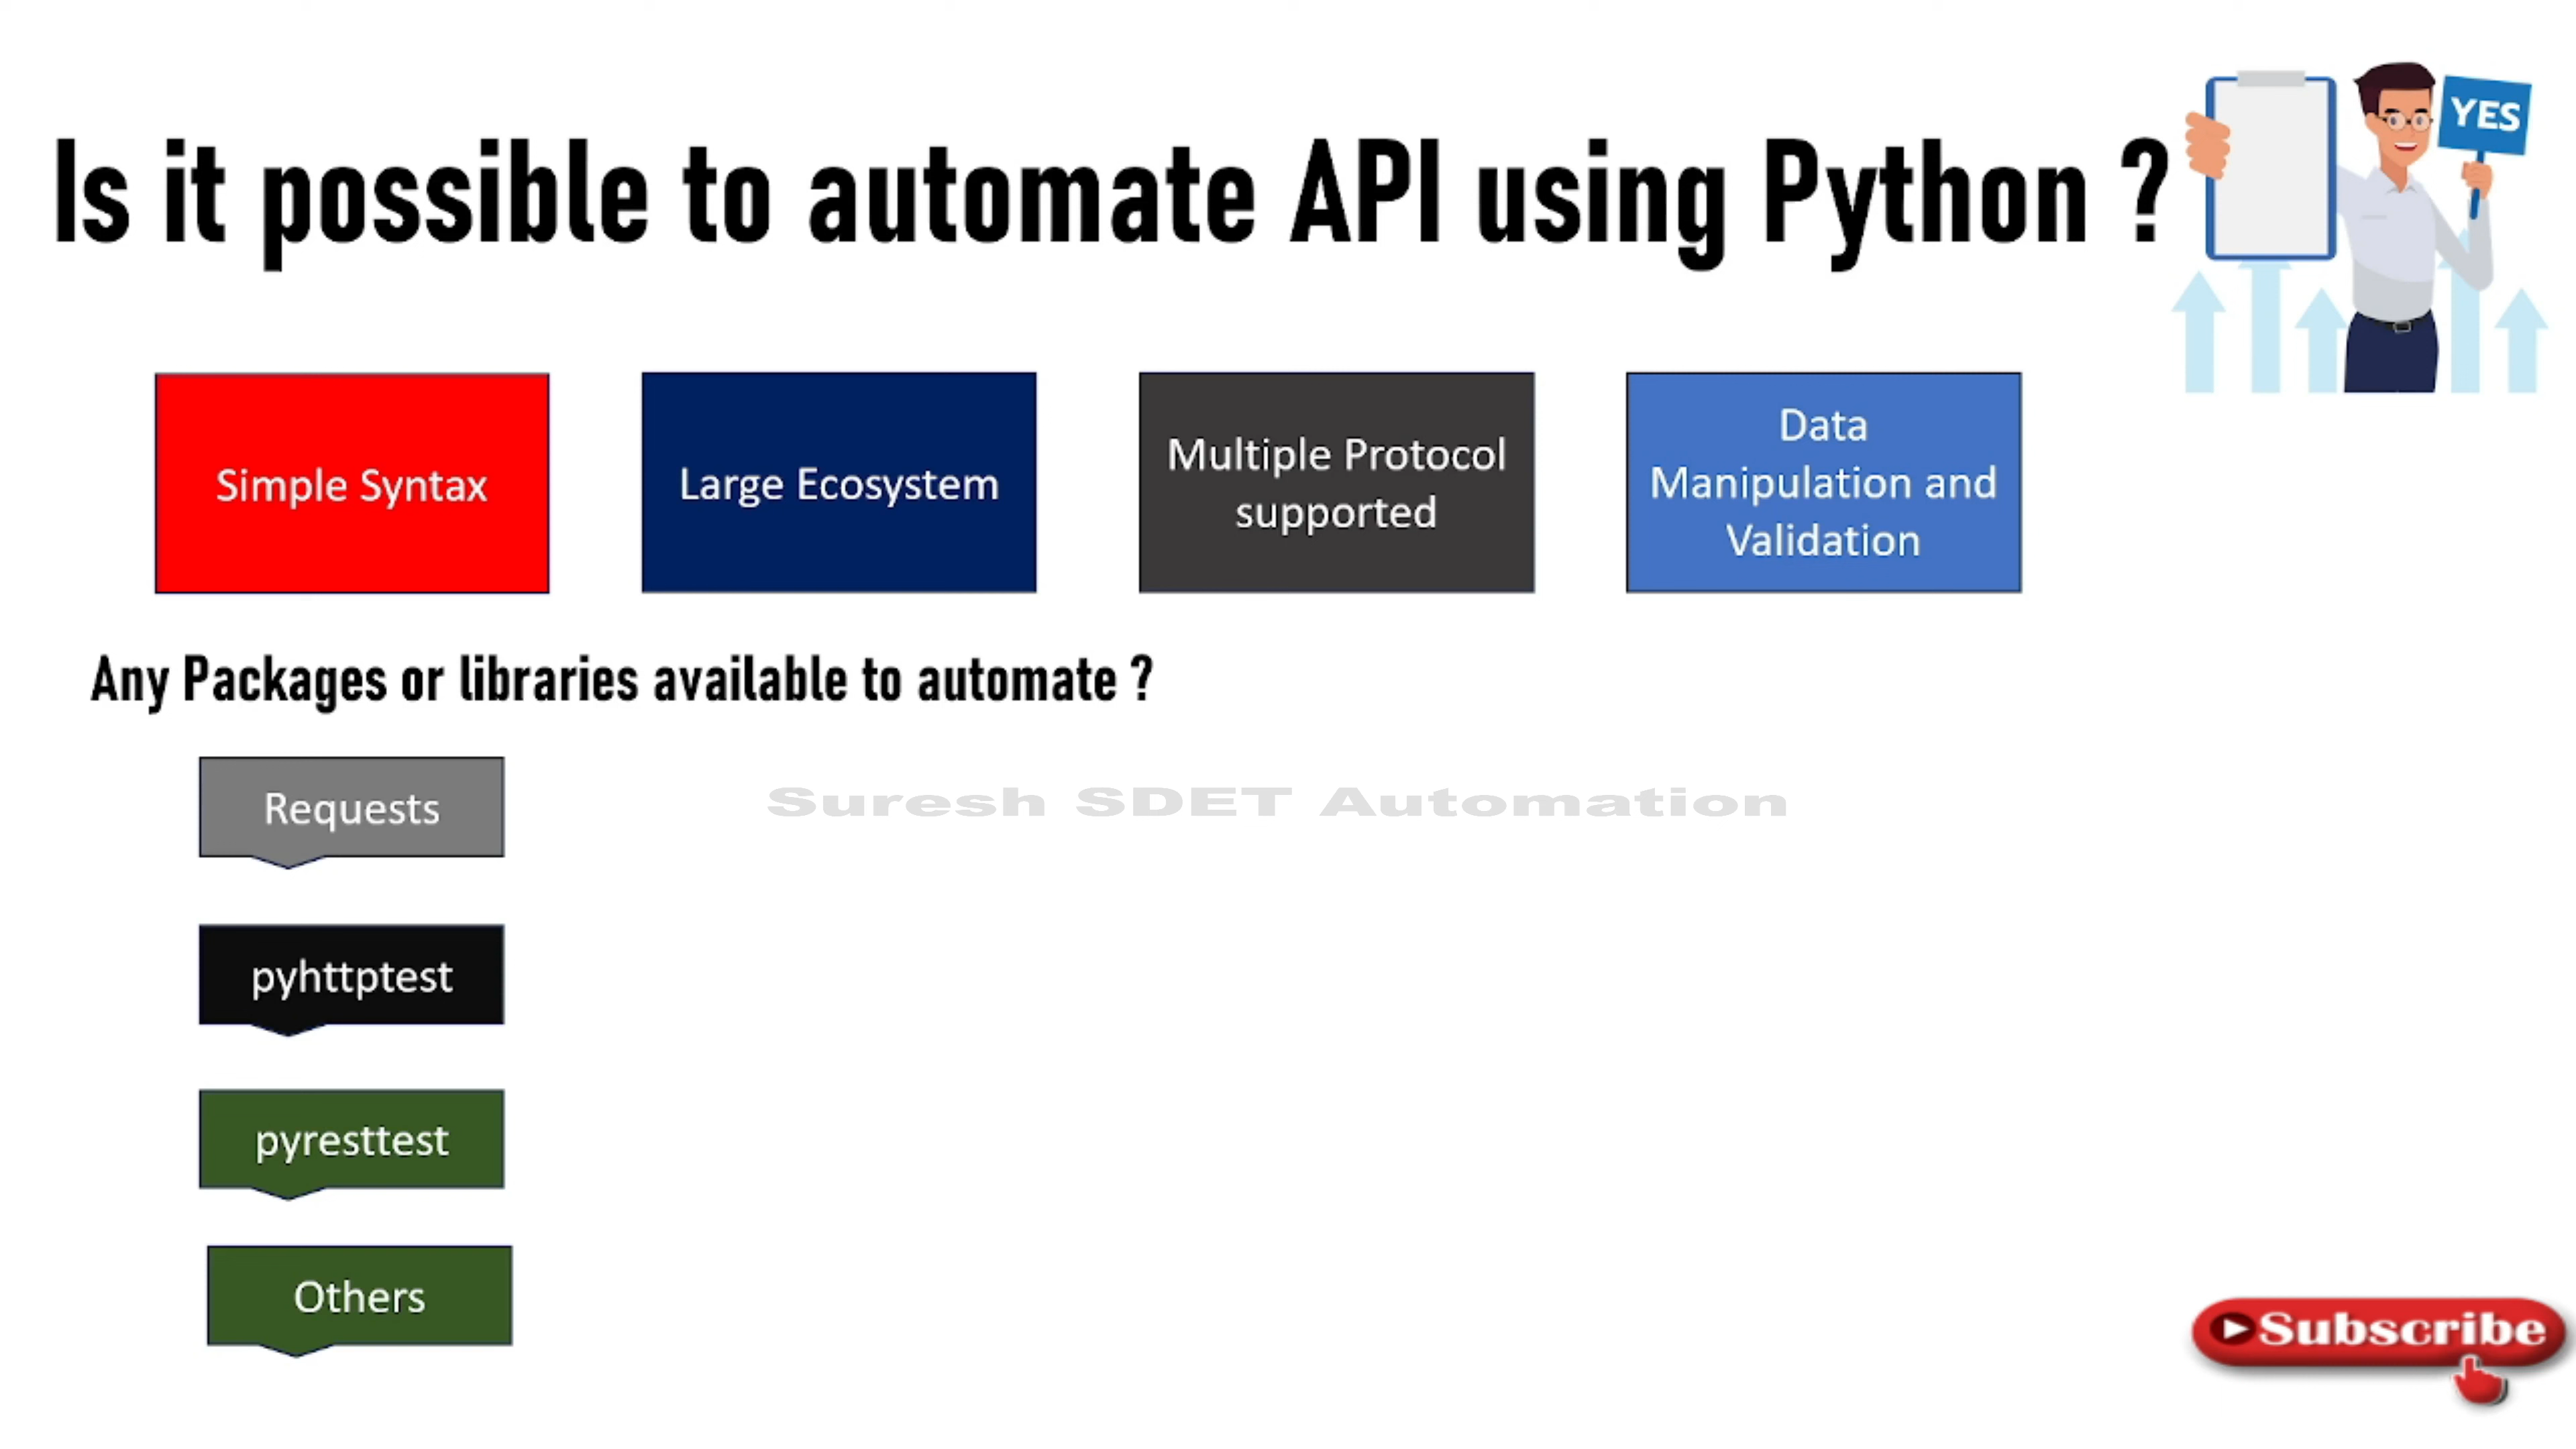 Is it possible to automate API using Python ?
YES
Simple Syntax
Large Ecosystem
Multiple Protocol
supported
Data
Manipulation and
Validation
Any Packages or libraries available to automate ?
Requests
Suresh SDET Automation
pyhttptest
pyresttest
Others
Subscribe